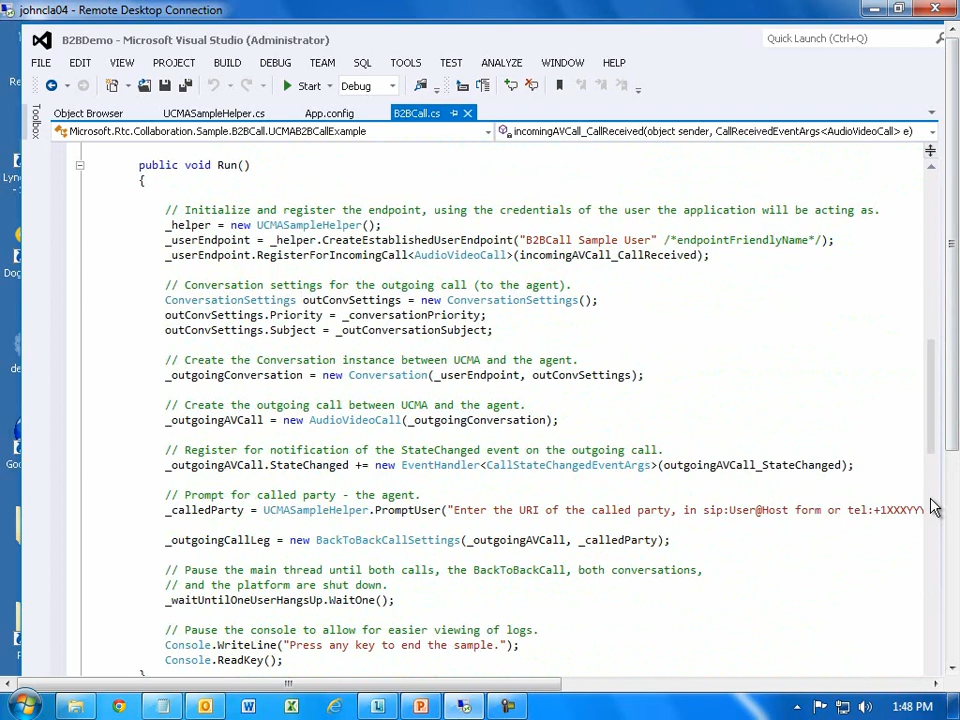 johncla04 - Remote Desktop Connection
B2BDemo - Microsoft Visual Studio (Administrator)
Quick Launch (Ctrl+Q)
FILE EDIT VIEW PROJECT BUILD DEBUG TEAM SQL TOOLS TEST ANALYZE WINDOW HELP
Start Debug
Toolbox
Object Browser UCMASampleHelper.cs App.config B2BCall.cs
Microsoft.Rtc.Collaboration.Sample.B2BCall.UCMAB2BCallExample incomingAVCall_CallReceived(object sender, CallReceivedEventArgs<AudioVideoCall> e)
public void Run()
{
// Initialize and register the endpoint, using the credentials of the user the application will be acting as.
_helper = new UCMASampleHelper();
_userEndpoint = _helper.CreateEstablishedUserEndpoint("B2BCall Sample User" /*endpointFriendlyName*/);
_userEndpoint.RegisterForIncomingCall<AudioVideoCall>(incomingAVCall_CallReceived);
// Conversation settings for the outgoing call (to the agent).
ConversationSettings outConvSettings = new ConversationSettings();
outConvSettings.Priority = _conversationPriority;
outConvSettings.Subject = _outConversationSubject;
// Create the Conversation instance between UCMA and the agent.
_outgoingConversation = new Conversation(_userEndpoint, outConvSettings);
// Create the outgoing call between UCMA and the agent.
_outgoingAVCall = new AudioVideoCall(_outgoingConversation);
// Register for notification of the StateChanged event on the outgoing call.
_outgoingAVCall.StateChanged += new EventHandler<CallStateChangedEventArgs>(outgoingAVCall_StateChanged);
// Prompt for called party - the agent.
_calledParty = UCMASampleHelper.PromptUser("Enter the URI of the called party, in sip:User@Host form or tel:+1XXXYYY
_outgoingCallLeg = new BackToBackCallSettings(_outgoingAVCall, _calledParty);
// Pause the main thread until both calls, the BackToBackCall, both conversations,
// and the platform are shut down.
_waitUntilOneUserHangsUp.WaitOne();
// Pause the console to allow for easier viewing of logs.
Console.WriteLine("Press any key to end the sample.");
Console.ReadKey();
}
1:48 PM